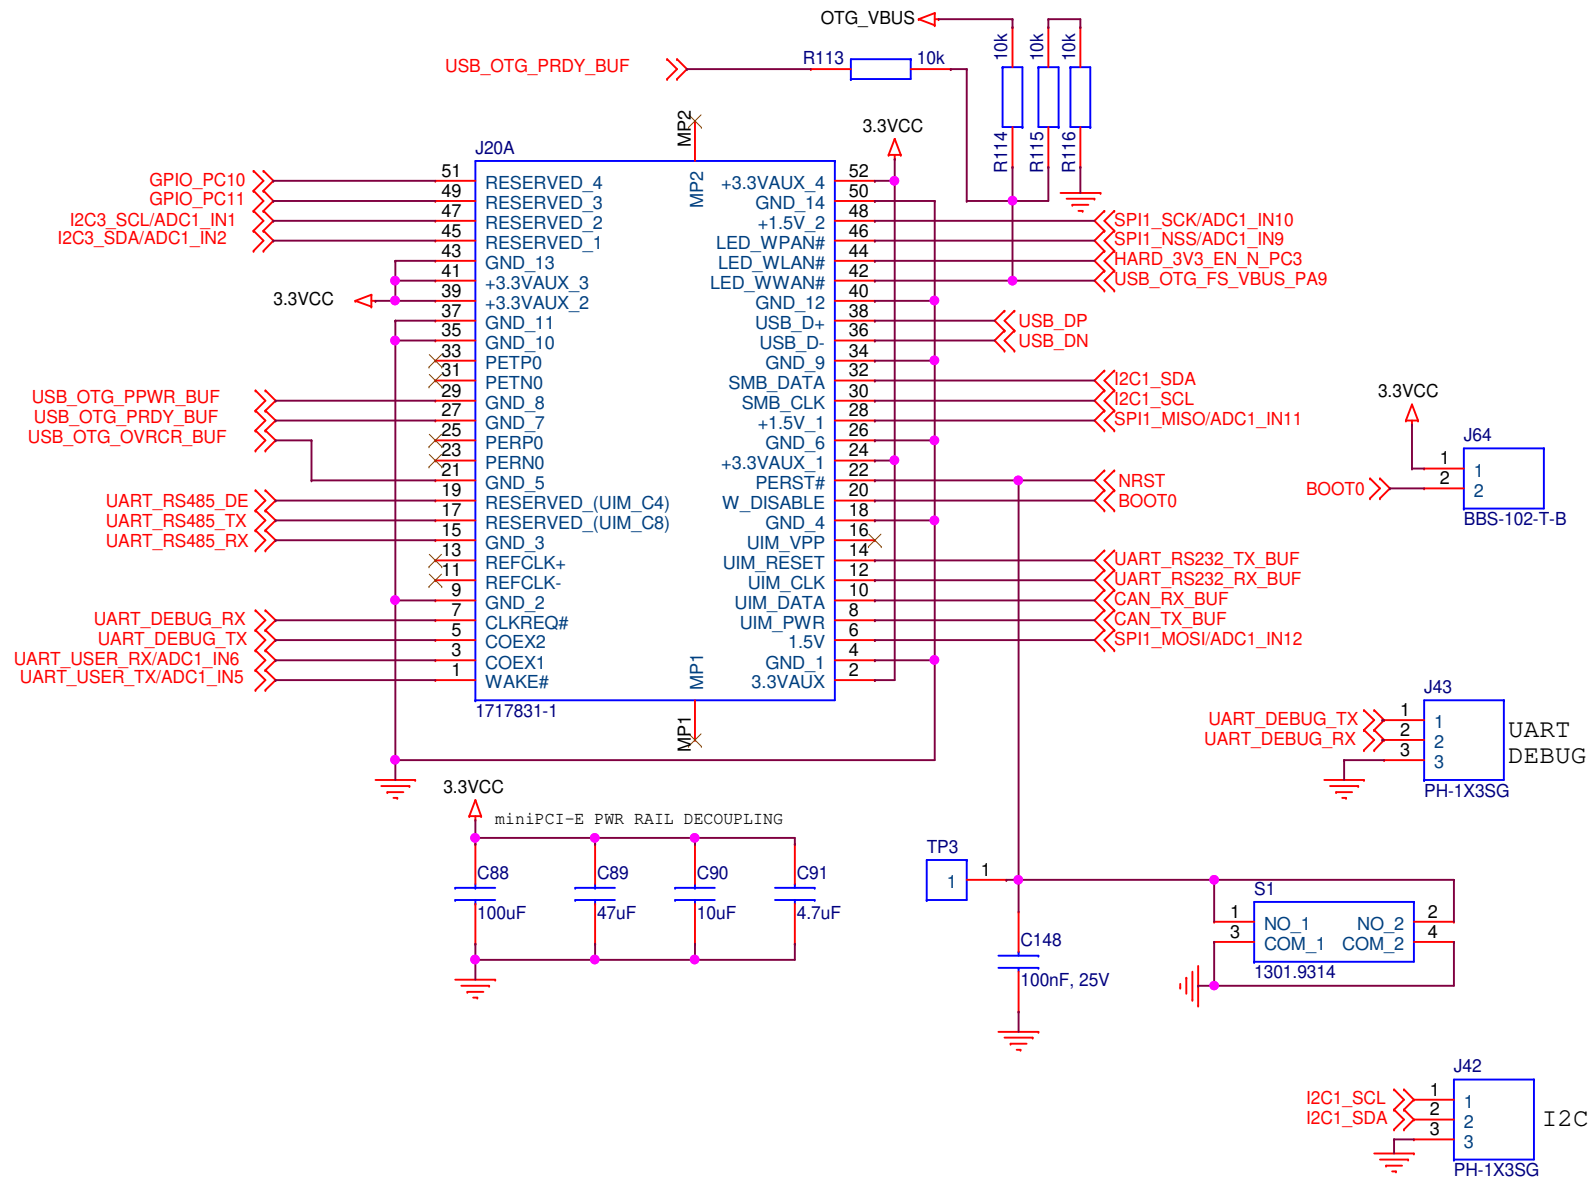 OTG_VBUS
USB_OTG_PRDY_BUF
R113 10k
10k 10k 10k
R114 R115 R116
3.3VCC
MP2
J20A
MP2
GPIO_PC10 51 RESERVED_4 +3.3VAUX_4 52
GPIO_PC11 49 RESERVED_3 GND_14 50
I2C3_SCL/ADC1_IN1 47 RESERVED_2 +1.5V_2 48 SPI1_SCK/ADC1_IN10
I2C3_SDA/ADC1_IN2 45 RESERVED_1 LED_WPAN# 46 SPI1_NSS/ADC1_IN9
43 GND_13 LED_WLAN# 44 HARD_3V3_EN_N_PC3
41 +3.3VAUX_3 LED_WWAN# 42 USB_OTG_FS_VBUS_PA9
3.3VCC 39 +3.3VAUX_2 GND_12 40
37 GND_11 USB_D+ 38 USB_DP
35 GND_10 USB_D- 36 USB_DN
33 PETP0 GND_9 34
31 PETN0 SMB_DATA 32 I2C1_SDA
USB_OTG_PPWR_BUF 29 GND_8 SMB_CLK 30 I2C1_SCL
USB_OTG_PRDY_BUF 27 GND_7 +1.5V_1 28 SPI1_MISO/ADC1_IN11
USB_OTG_OVRCR_BUF 25 PERP0 GND_6 26
23 PERN0 +3.3VAUX_1 24
21 GND_5 PERST# 22 NRST
UART_RS485_DE 19 RESERVED_(UIM_C4) W_DISABLE 20 BOOT0
UART_RS485_TX 17 RESERVED_(UIM_C8) GND_4 18
UART_RS485_RX 15 GND_3 UIM_VPP 16
13 REFCLK+ UIM_RESET 14 UART_RS232_TX_BUF
11 REFCLK- UIM_CLK 12 UART_RS232_RX_BUF
9 GND_2 UIM_DATA 10 CAN_RX_BUF
UART_DEBUG_RX 7 CLKREQ# UIM_PWR 8 CAN_TX_BUF
UART_DEBUG_TX 5 COEX2 1.5V 6 SPI1_MOSI/ADC1_IN12
UART_USER_RX/ADC1_IN6 3 COEX1 GND_1 4
UART_USER_TX/ADC1_IN5 1 WAKE# 3.3VAUX 2
MP1
1717831-1
MP1
3.3VCC
J64
1 1
BOOT0 2 2
BBS-102-T-B
J43
UART_DEBUG_TX 1 1
UART_DEBUG_RX 2 2
3 3
PH-1X3SG
UART
DEBUG
3.3VCC
miniPCI-E PWR RAIL DECOUPLING
C88 C89 C90 C91
100uF 47uF 10uF 4.7uF
TP3
1 1
C148
100nF, 25V
S1
1 NO_1 NO_2 2
3 COM_1 COM_2 4
1301.9314
J42
I2C1_SCL 1 1
I2C1_SDA 2 2
3 3
PH-1X3SG
I2C